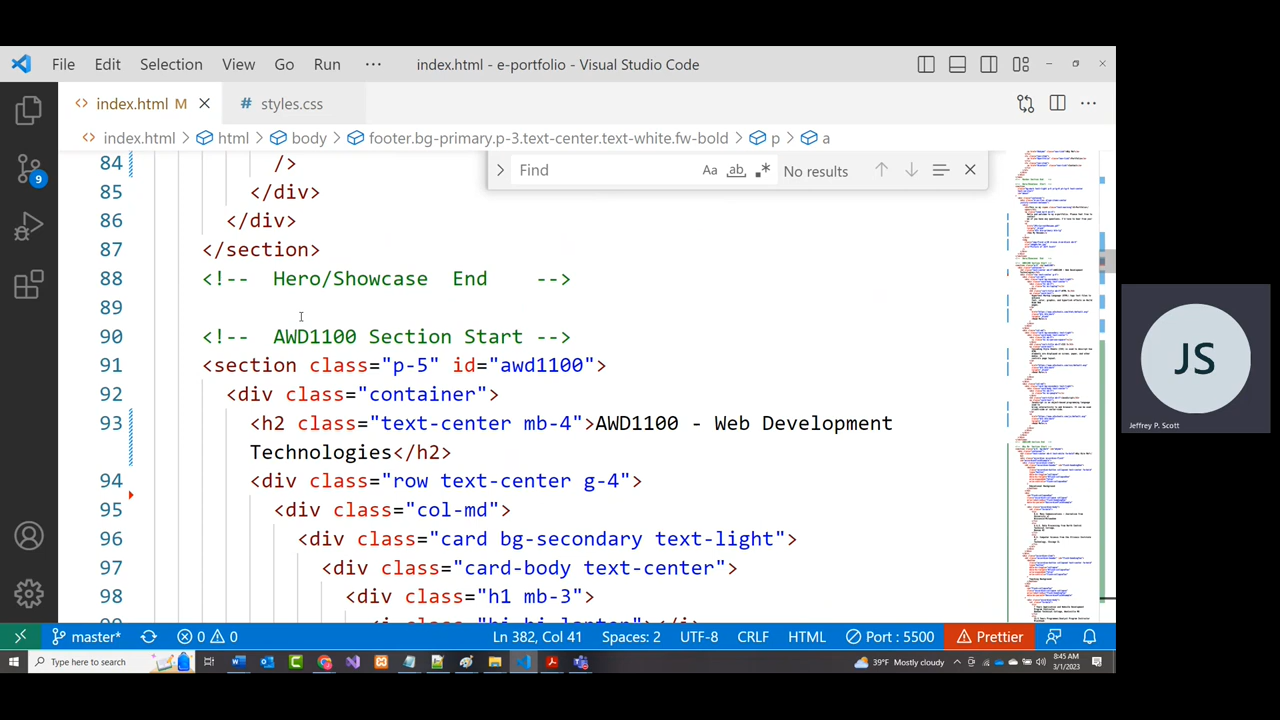 File Edit Selection View Go Run ··· index.html - e-portfolio - Visual Studio Code
<> index.html M # styles.css
<> index.html > html > body > footer.bg-primary.p-3.text-center.text-white.fw-bold > p > a
Find Aa ab No results
84 />
85 </div>
86 </div>
87 </section>
88 <!-- Hero/Showcase End -->
89
90 <!-- AWD1100 Section Start -->
91 <section class="p-5" id="awd1100">
92 <div class="container">
93 <h2 class="text-center mb-4">AWD1100 - Web Development
Technologies</h2>
94 <div class="row text-center g-4">
95 <div class="col-md">
96 <div class="card bg-secondary text-light">
97 <div class="card-body text-center">
98 <div class="h1 mb-3">
JS
Jeffrey P. Scott
9
master* 0 0 Ln 382, Col 41 Spaces: 2 UTF-8 CRLF HTML Port : 5500 Prettier
Type here to search 39°F Mostly cloudy 8:45 AM
3/1/2023